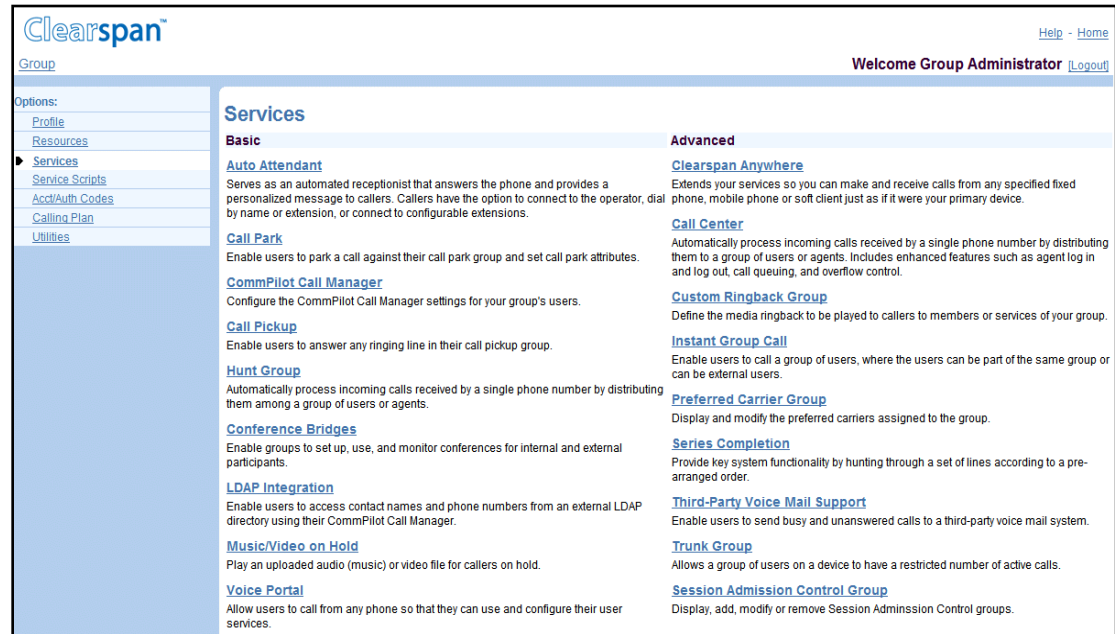 Clearspan™
Help - Home
Group
Welcome Group Administrator [Logout]
Options:
Profile
Resources
Services
Service Scripts
Acct/Auth Codes
Calling Plan
Utilities
Services
Basic
Auto Attendant
Serves as an automated receptionist that answers the phone and provides a
personalized message to callers. Callers have the option to connect to the operator, dial
by name or extension, or connect to configurable extensions.
Call Park
Enable users to park a call against their call park group and set call park attributes.
CommPilot Call Manager
Configure the CommPilot Call Manager settings for your group's users.
Call Pickup
Enable users to answer any ringing line in their call pickup group.
Hunt Group
Automatically process incoming calls received by a single phone number by distributing
them among a group of users or agents.
Conference Bridges
Enable groups to set up, use, and monitor conferences for internal and external
participants.
LDAP Integration
Enable users to access contact names and phone numbers from an external LDAP
directory using their CommPilot Call Manager.
Music/Video on Hold
Play an uploaded audio (music) or video file for callers on hold.
Voice Portal
Allow users to call from any phone so that they can use and configure their user
services.
Advanced
Clearspan Anywhere
Extends your services so you can make and receive calls from any specified fixed
phone, mobile phone or soft client just as if it were your primary device.
Call Center
Automatically process incoming calls received by a single phone number by distributing
them to a group of users or agents. Includes enhanced features such as agent log in
and log out, call queuing, and overflow control.
Custom Ringback Group
Define the media ringback to be played to callers to members or services of your group.
Instant Group Call
Enable users to call a group of users, where the users can be part of the same group or
can be external users.
Preferred Carrier Group
Display and modify the preferred carriers assigned to the group.
Series Completion
Provide key system functionality by hunting through a set of lines according to a pre-
arranged order.
Third-Party Voice Mail Support
Enable users to send busy and unanswered calls to a third-party voice mail system.
Trunk Group
Allows a group of users on a device to have a restricted number of active calls.
Session Admission Control Group
Display, add, modify or remove Session Adminssion Control groups.